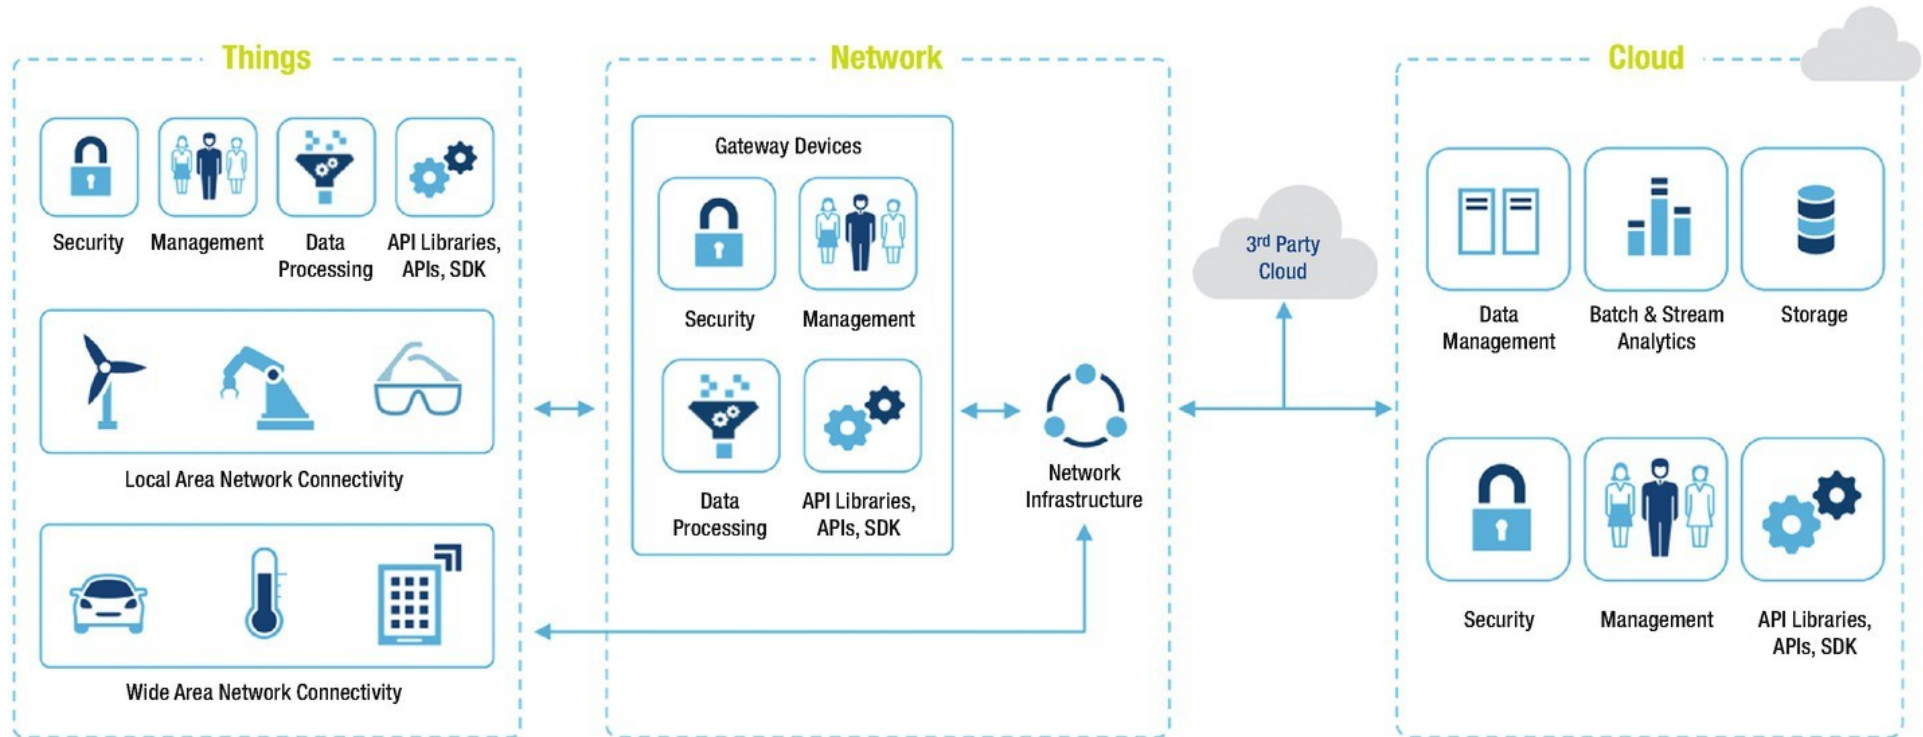 Things
Security
Management
Data
Processing
API Libraries,
APIs, SDK
Local Area Network Connectivity
Wide Area Network Connectivity
Network
Gateway Devices
Security
Management
Data
Processing
API Libraries,
APIs, SDK
Network
Infrastructure
3rd Party
Cloud
Cloud
Data
Management
Batch & Stream
Analytics
Storage
Security
Management
API Libraries,
APIs, SDK